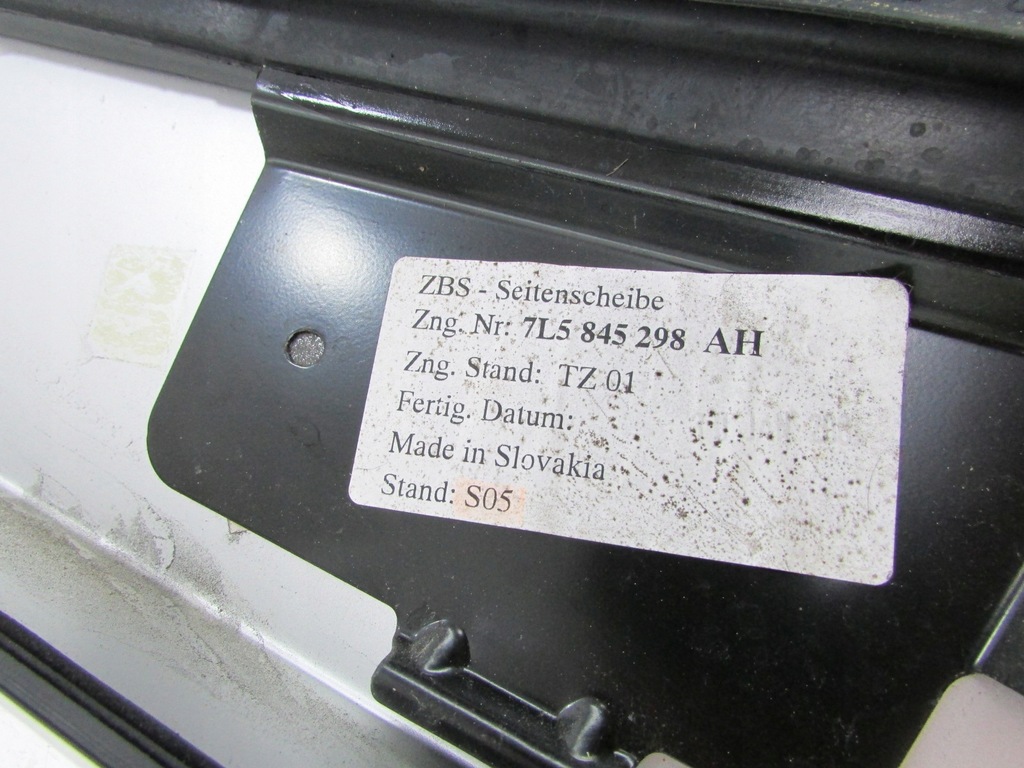 ZBS - Seitenscheibe
Zng. Nr: 7L5 845 298 AH
Zng. Stand: TZ 01
Fertig. Datum:
Made in Slovakia
Stand: S05